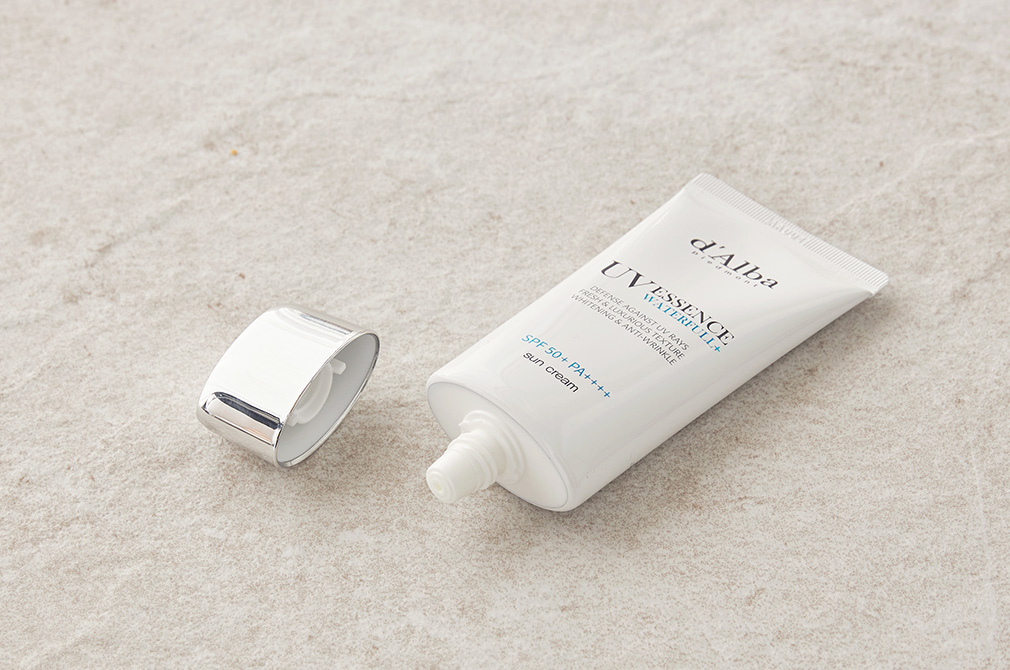 d'Alba
Piedmont
UV ESSENCE
WATERFULL+
DEFENSE AGAINST UV RAYS
FRESH & LUXURIOUS TEXTURE
WHITENING & ANTI-WRINKLE
SPF 50+ PA++++
sun cream